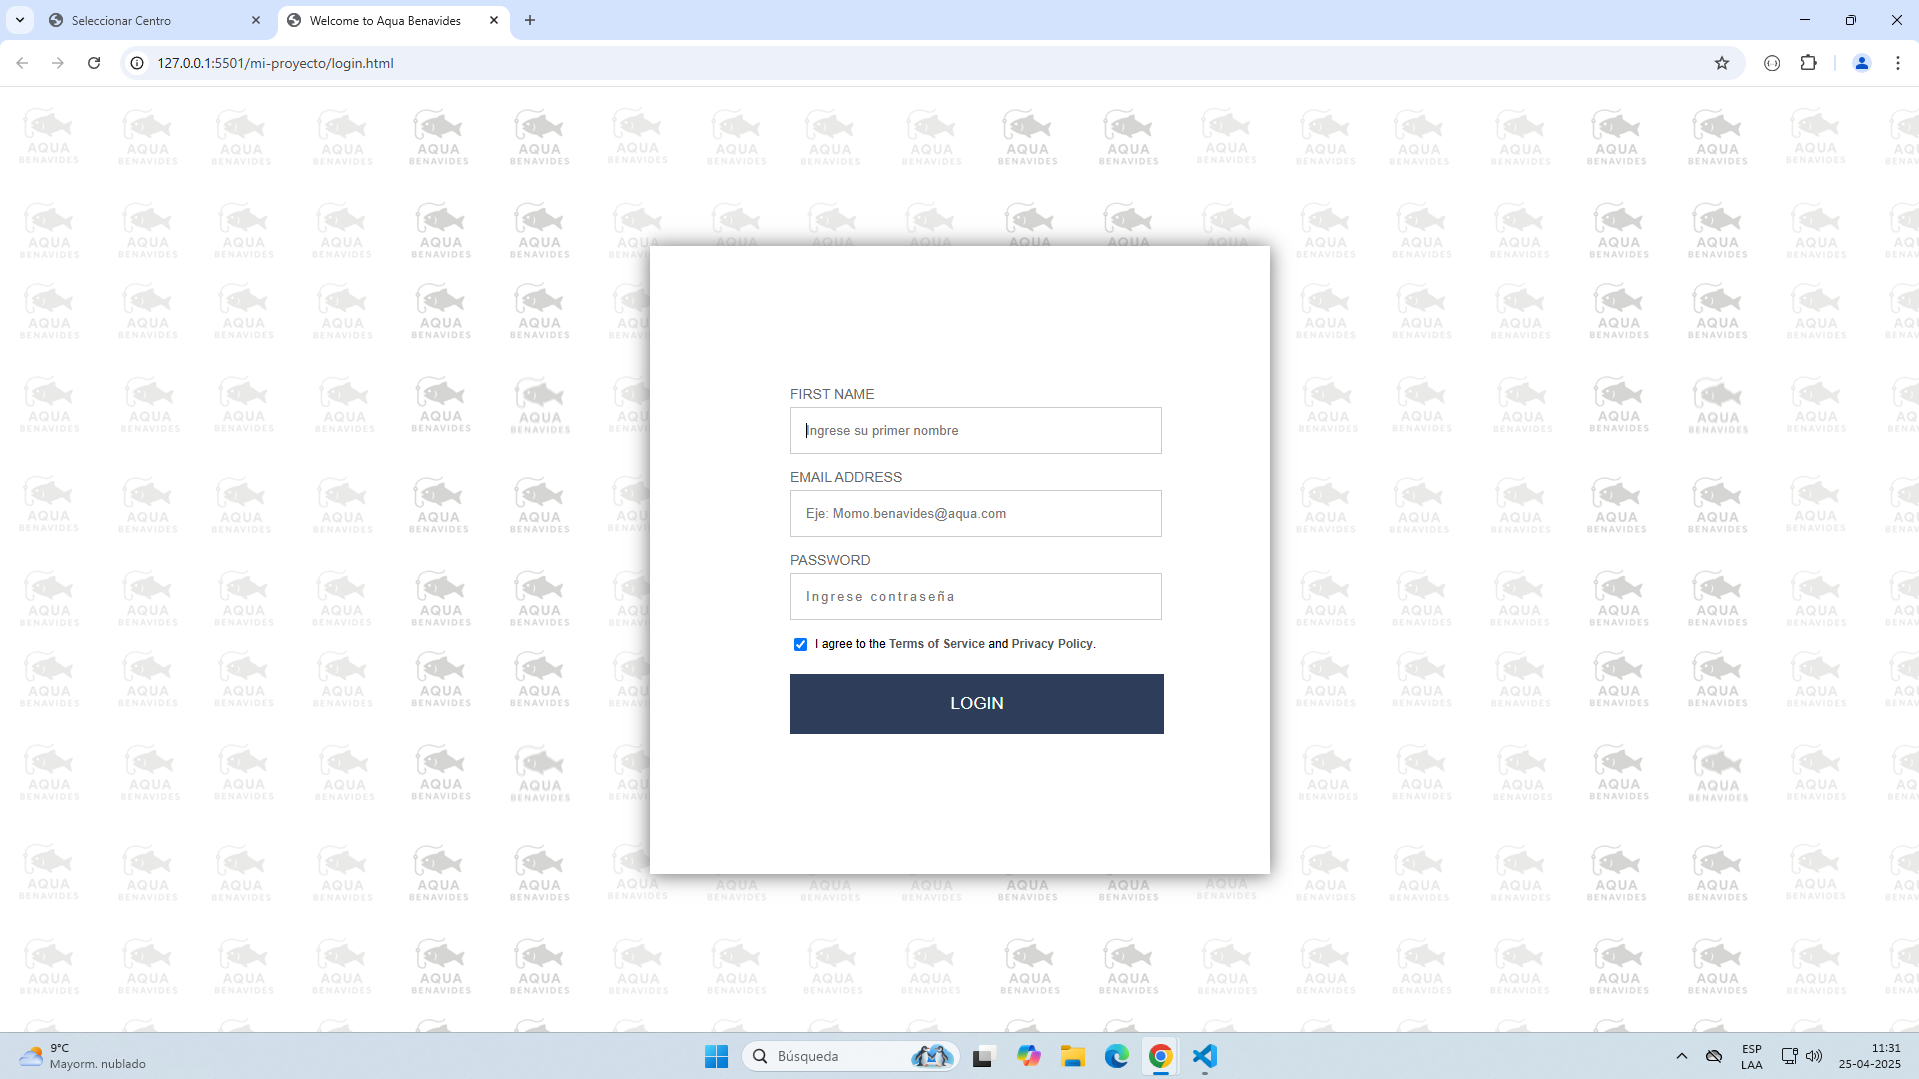 Seleccionar Centro
Welcome to Aqua Benavides
127.0.0.1:5501/mi-proyecto/login.html
AQUA
BENAVIDES
FIRST NAME
Ingrese su primer nombre
EMAIL ADDRESS
Eje: Momo.benavides@aqua.com
PASSWORD
Ingrese contraseña
I agree to the Terms of Service and Privacy Policy.
LOGIN
9°C
Mayorm. nublado
Búsqueda
ESP
LAA
11:31
25-04-2025